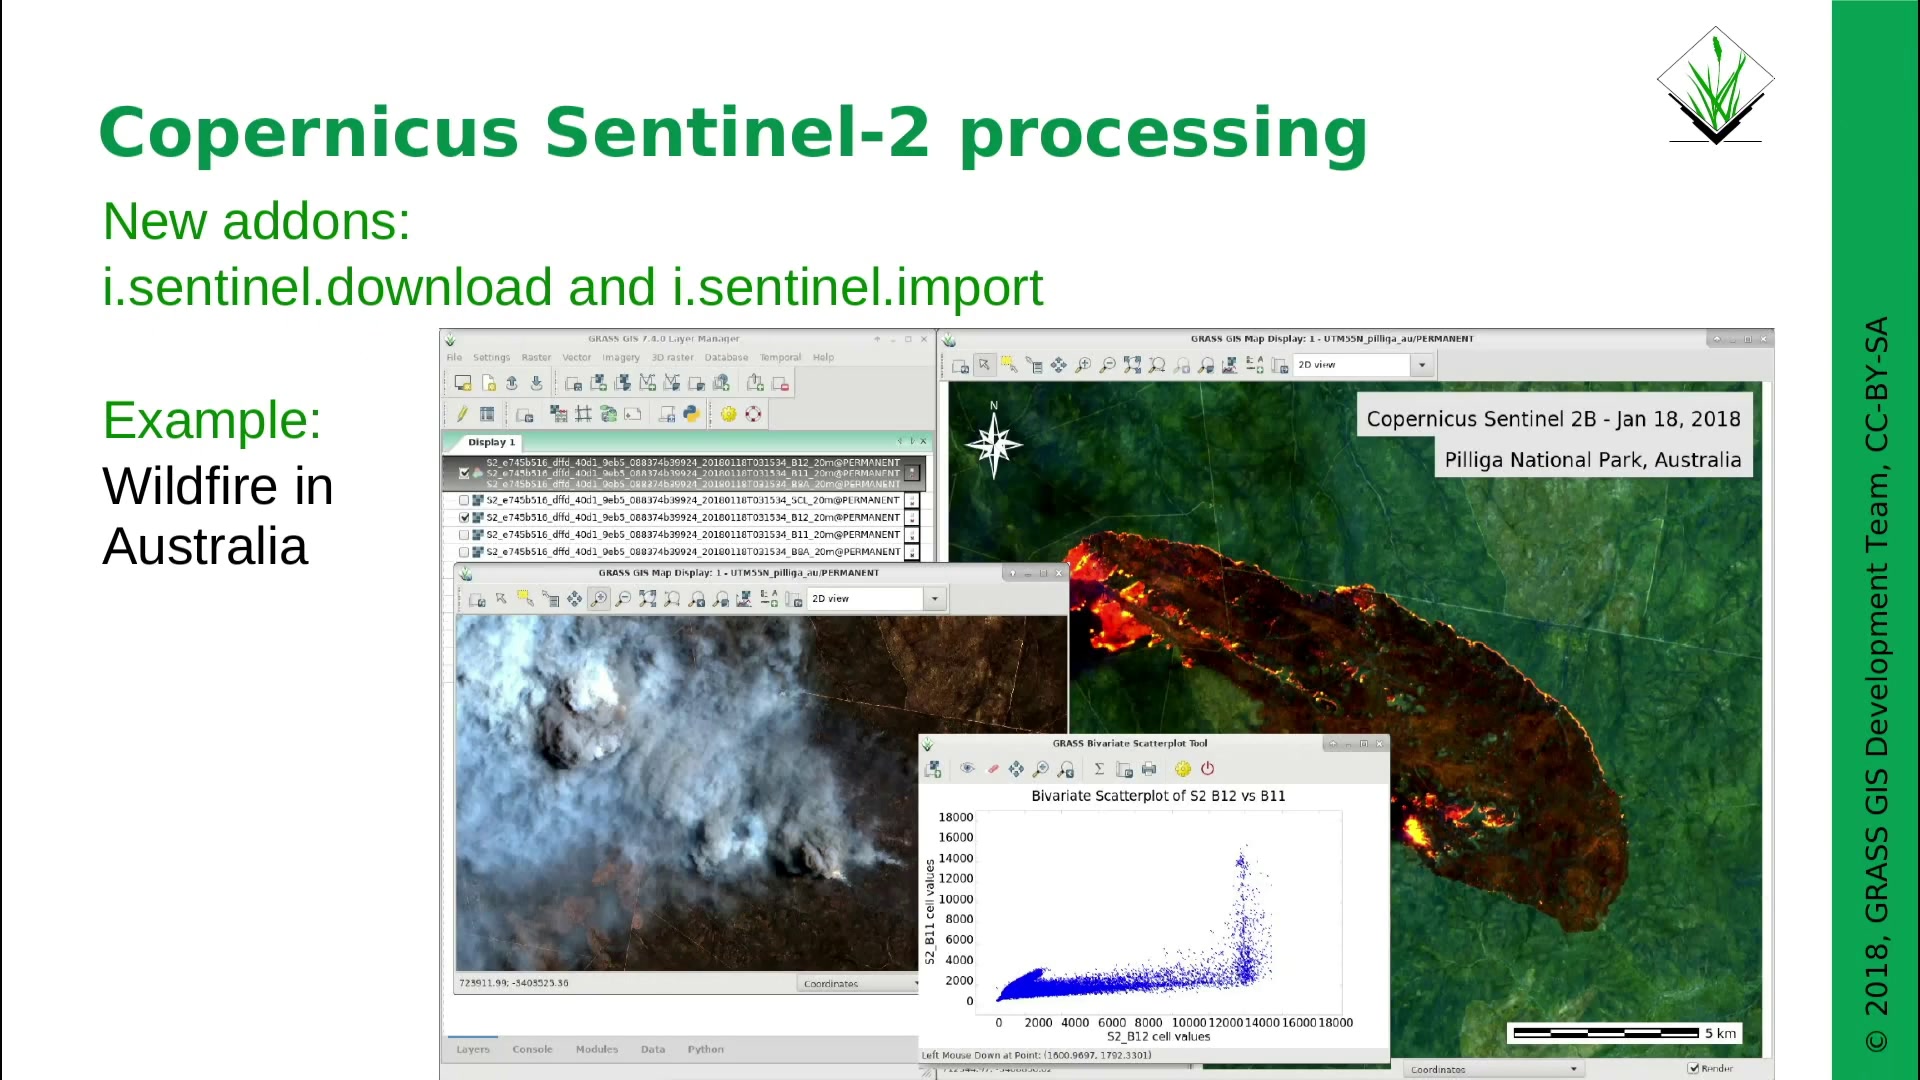 Copernicus Sentinel-2 processing
New addons:
i.sentinel.download and i.sentinel.import
Example:
Wildfire in
Australia
GRASS GIS 7.4.0 Layer Manager
File Settings Raster Vector Imagery 3D raster Database Temporal Help
Display 1
S2_e745b516_dffd_40d1_9eb5_088374b39924_20180118T031534_B12_20m@PERMANENT
S2_e745b516_dffd_40d1_9eb5_088374b39924_20180118T031534_B11_20m@PERMANENT
S2_e745b516_dffd_40d1_9eb5_088374b39924_20180118T031534_B8A_20m@PERMANENT
S2_e745b516_dffd_40d1_9eb5_088374b39924_20180118T031534_SCL_20m@PERMANENT
S2_e745b516_dffd_40d1_9eb5_088374b39924_20180118T031534_B12_20m@PERMANENT
S2_e745b516_dffd_40d1_9eb5_088374b39924_20180118T031534_B11_20m@PERMANENT
S2_e745b516_dffd_40d1_9eb5_088374b39924_20180118T031534_B8A_20m@PERMANENT
Layers Console Modules Data Python
GRASS GIS Map Display: 1 - UTM55N_pilliga_au/PERMANENT
2D view
N
Copernicus Sentinel 2B - Jan 18, 2018
Pilliga National Park, Australia
5 km
Coordinates
Render
GRASS GIS Map Display: 1 - UTM55N_pilliga_au/PERMANENT
2D view
723911.99; -3403525.36
Coordinates
GRASS Bivariate Scatterplot Tool
Bivariate Scatterplot of S2 B12 vs B11
18000
16000
14000
12000
10000
8000
6000
4000
2000
0
S2_B11 cell values
0 2000 4000 6000 8000 10000 12000 14000 16000 18000
S2_B12 cell values
Left Mouse Down at Point: (1600.9697, 1792.3301)
© 2018, GRASS GIS Development Team, CC-BY-SA